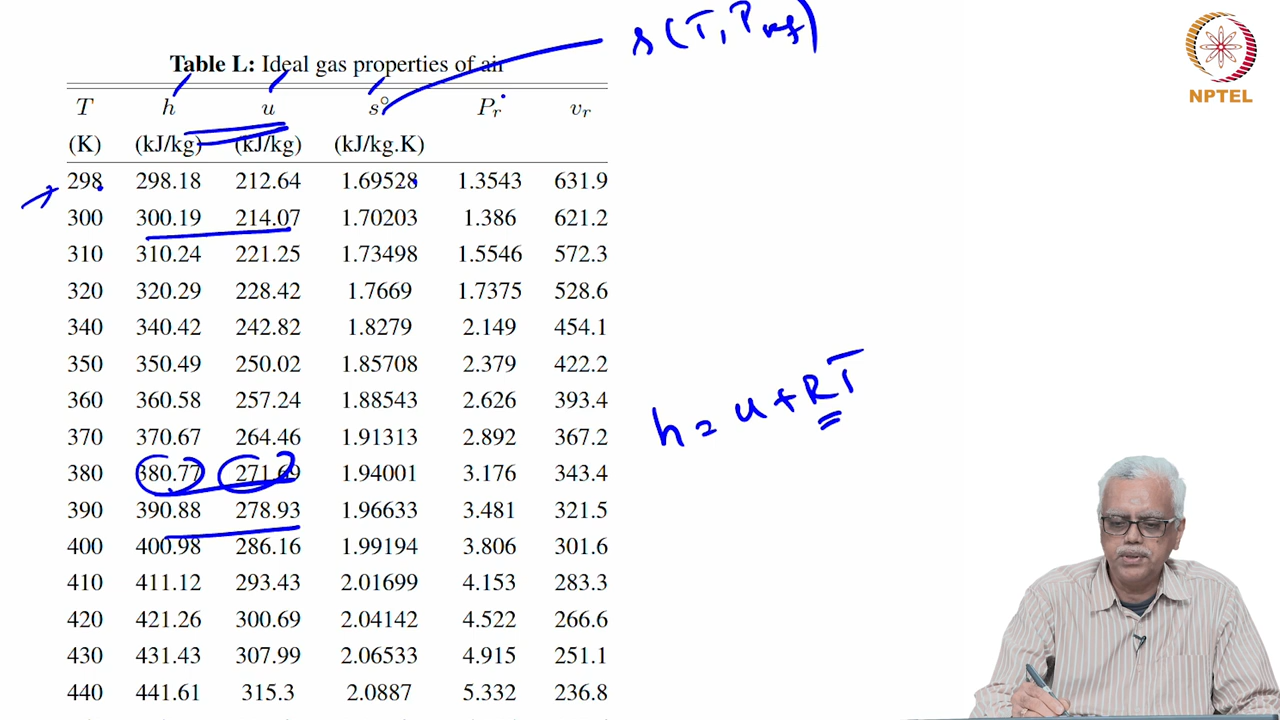 s(T, Pref)
NPTEL
Table L: Ideal gas properties of air
T h u s° Pr vr
(K) (kJ/kg) (kJ/kg) (kJ/kg.K)
298 298.18 212.64 1.69528 1.3543 631.9
300 300.19 214.07 1.70203 1.386 621.2
310 310.24 221.25 1.73498 1.5546 572.3
320 320.29 228.42 1.7669 1.7375 528.6
340 340.42 242.82 1.8279 2.149 454.1
350 350.49 250.02 1.85708 2.379 422.2
360 360.58 257.24 1.88543 2.626 393.4
370 370.67 264.46 1.91313 2.892 367.2
h = u + RT
380 380.77 271.69 1.94001 3.176 343.4
390 390.88 278.93 1.96633 3.481 321.5
400 400.98 286.16 1.99194 3.806 301.6
410 411.12 293.43 2.01699 4.153 283.3
420 421.26 300.69 2.04142 4.522 266.6
430 431.43 307.99 2.06533 4.915 251.1
440 441.61 315.3 2.0887 5.332 236.8